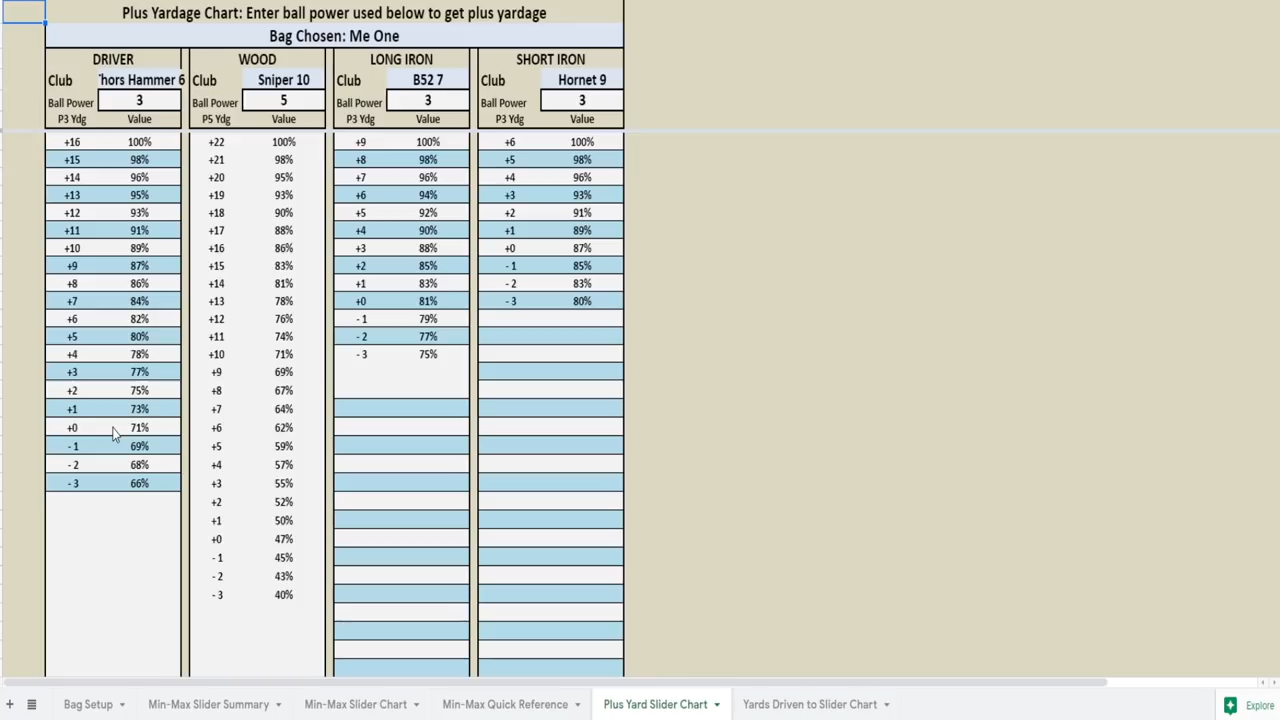 Plus Yardage Chart: Enter ball power used below to get plus yardage
Bag Chosen: Me One
DRIVER WOOD LONG IRON SHORT IRON
Club hors Hammer 6 Club Sniper 10 Club B52 7 Club Hornet 9
Ball Power 3 Ball Power 5 Ball Power 3 Ball Power 3
P3 Ydg Value P5 Ydg Value P3 Ydg Value P3 Ydg Value
+16 100% +22 100% +9 100% +6 100%
+15 98% +21 98% +8 98% +5 98%
+14 96% +20 95% +7 96% +4 96%
+13 95% +19 93% +6 94% +3 93%
+12 93% +18 90% +5 92% +2 91%
+11 91% +17 88% +4 90% +1 89%
+10 89% +16 86% +3 88% +0 87%
+9 87% +15 83% +2 85% - 1 85%
+8 86% +14 81% +1 83% - 2 83%
+7 84% +13 78% +0 81% - 3 80%
+6 82% +12 76% - 1 79%
+5 80% +11 74% - 2 77%
+4 78% +10 71% - 3 75%
+3 77% +9 69%
+2 75% +8 67%
+1 73% +7 64%
+0 71% +6 62%
- 1 69% +5 59%
- 2 68% +4 57%
- 3 66% +3 55%
+2 52%
+1 50%
+0 47%
- 1 45%
- 2 43%
- 3 40%
Bag Setup Min-Max Slider Summary Min-Max Slider Chart Min-Max Quick Reference Plus Yard Slider Chart Yards Driven to Slider Chart Explore